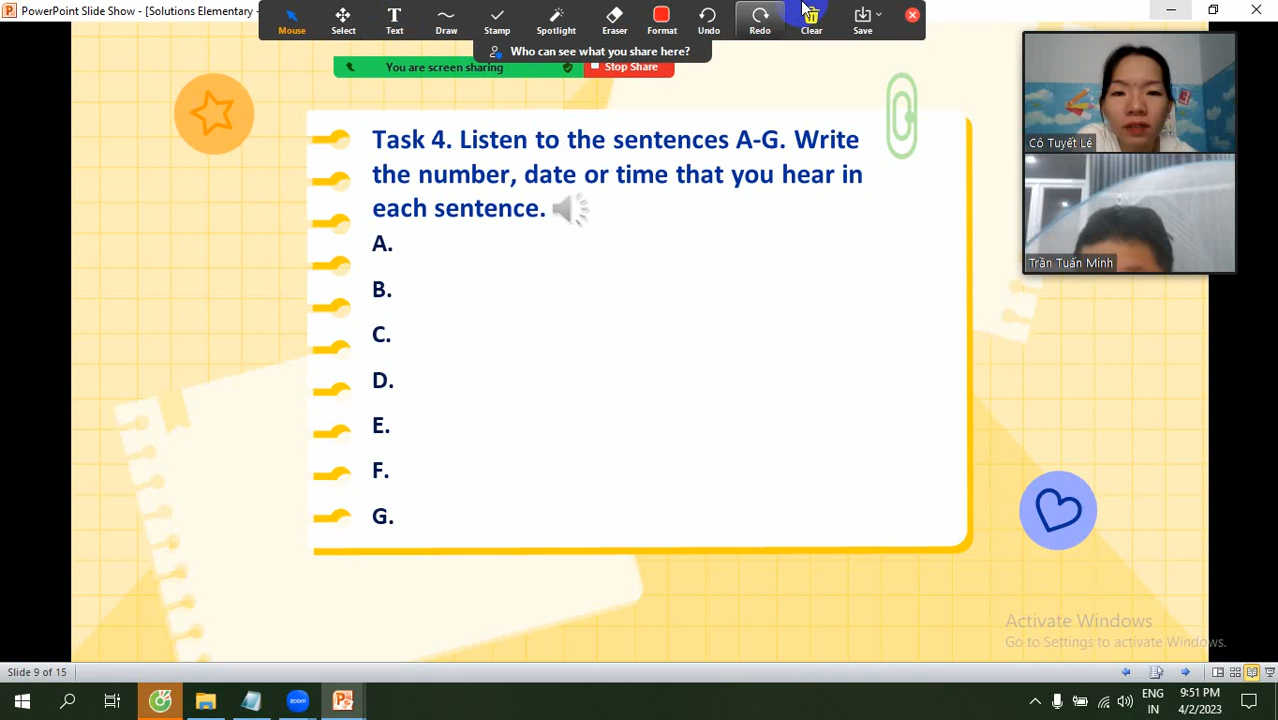 PowerPoint Slide Show - [Solutions Elementary -
Mouse
Select
Text
Draw
Stamp
Spotlight
Eraser
Format
Undo
Redo
Clear
Save
Who can see what you share here?
You are screen sharing
Stop Share
Task 4. Listen to the sentences A-G. Write
the number, date or time that you hear in
each sentence.
A.
B.
C.
D.
E.
F.
G.
Cô Tuyết Lê
Trần Tuấn Minh
Activate Windows
Go to Settings to activate Windows.
Slide 9 of 15
zoom
ENG
IN
9:51 PM
4/2/2023